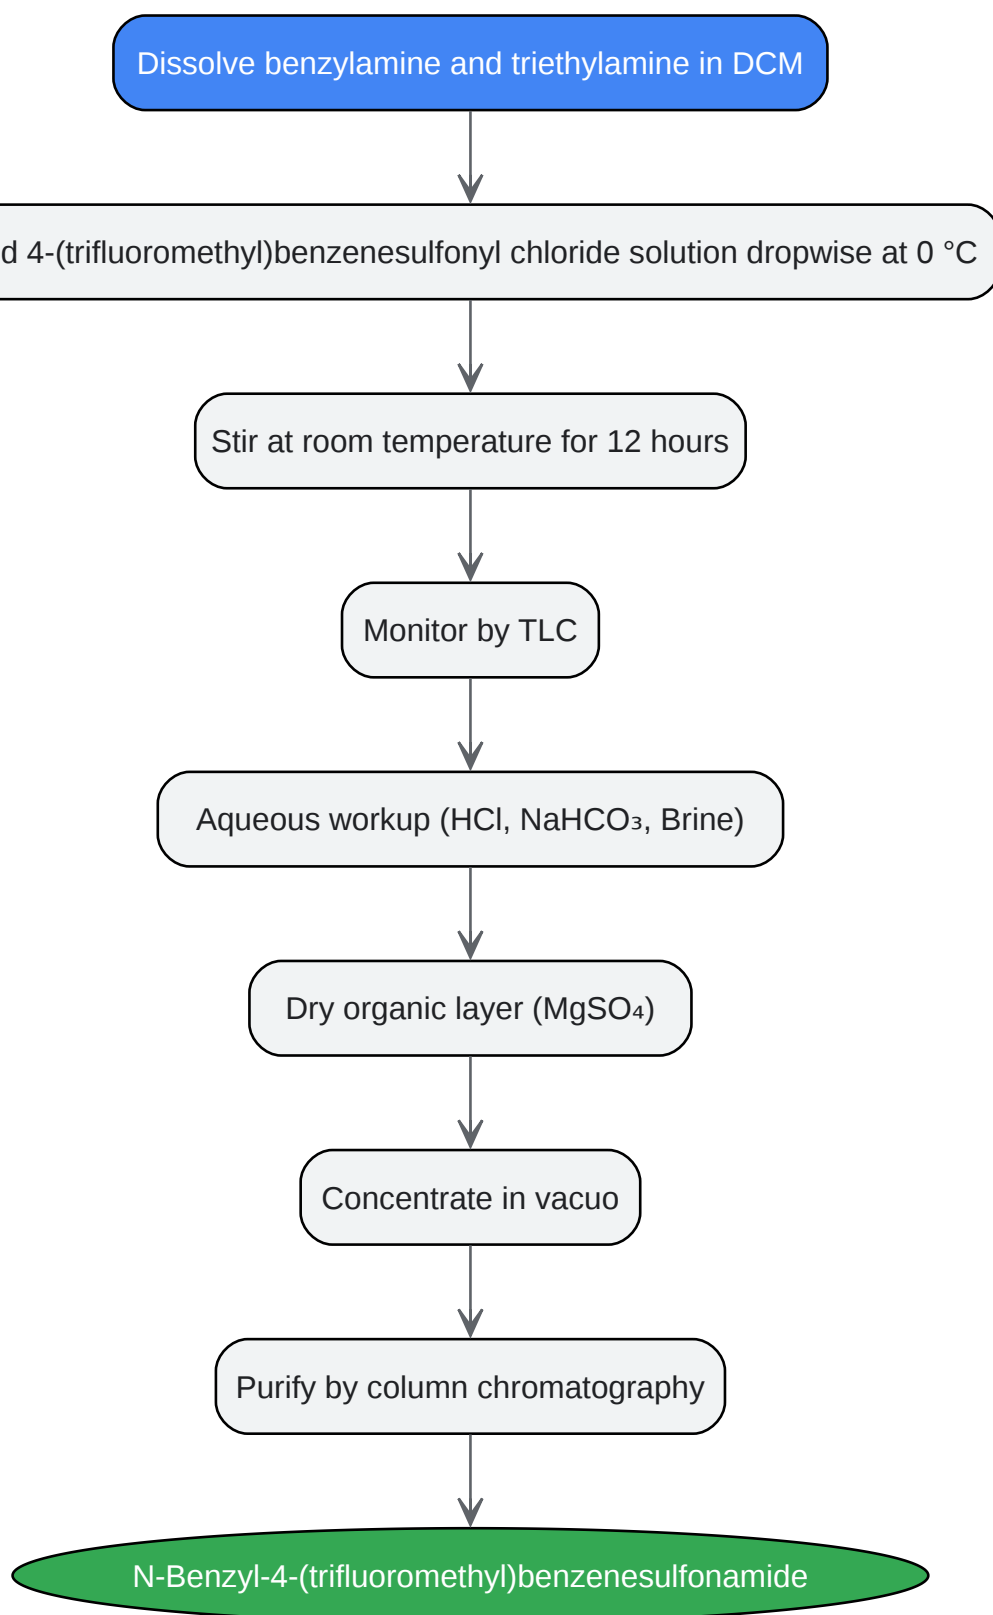 Dissolve benzylamine and triethylamine in DCM
d 4-(trifluoromethyl)benzenesulfonyl chloride solution dropwise at 0 °C
Stir at room temperature for 12 hours
Monitor by TLC
Aqueous workup (HCl, NaHCO₃, Brine)
Dry organic layer (MgSO₄)
Concentrate in vacuo
Purify by column chromatography
N-Benzyl-4-(trifluoromethyl)benzenesulfonamide